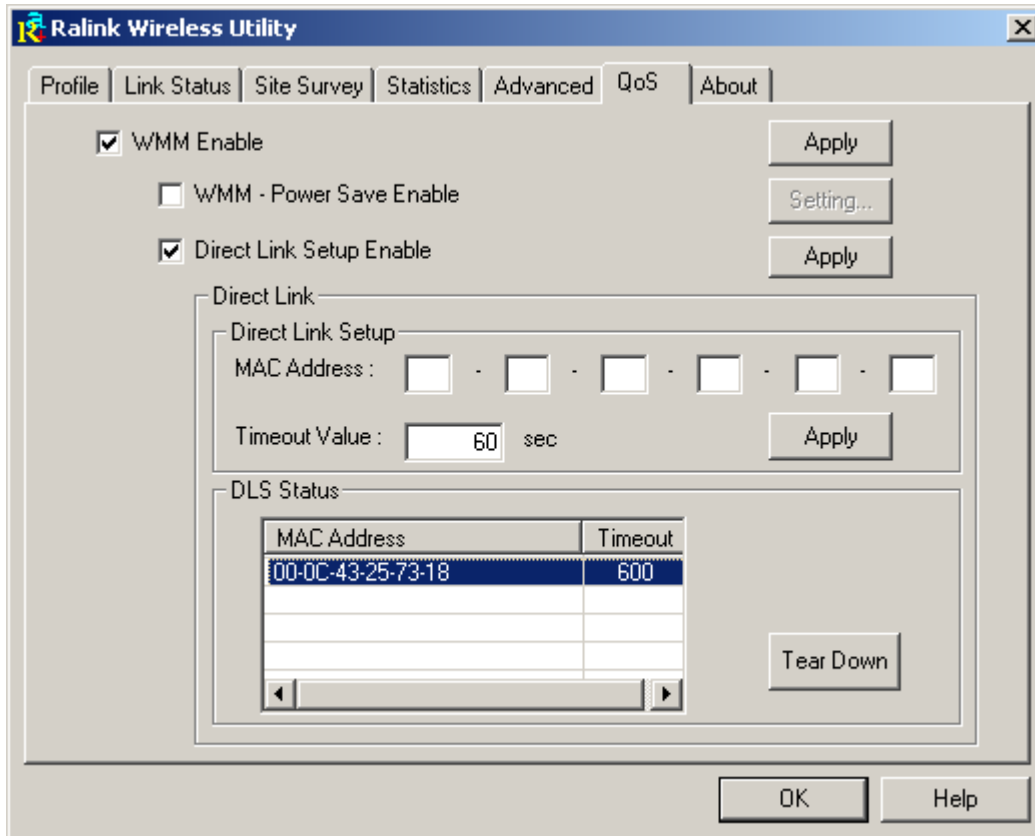 Ralink Wireless Utility
Profile Link Status Site Survey Statistics Advanced QoS About
WMM Enable Apply
WMM - Power Save Enable Setting...
Direct Link Setup Enable Apply
Direct Link
Direct Link Setup
MAC Address : - - - - -
Timeout Value : 60 sec Apply
DLS Status
MAC Address Timeout
00-0C-43-25-73-18 600
Tear Down
OK Help